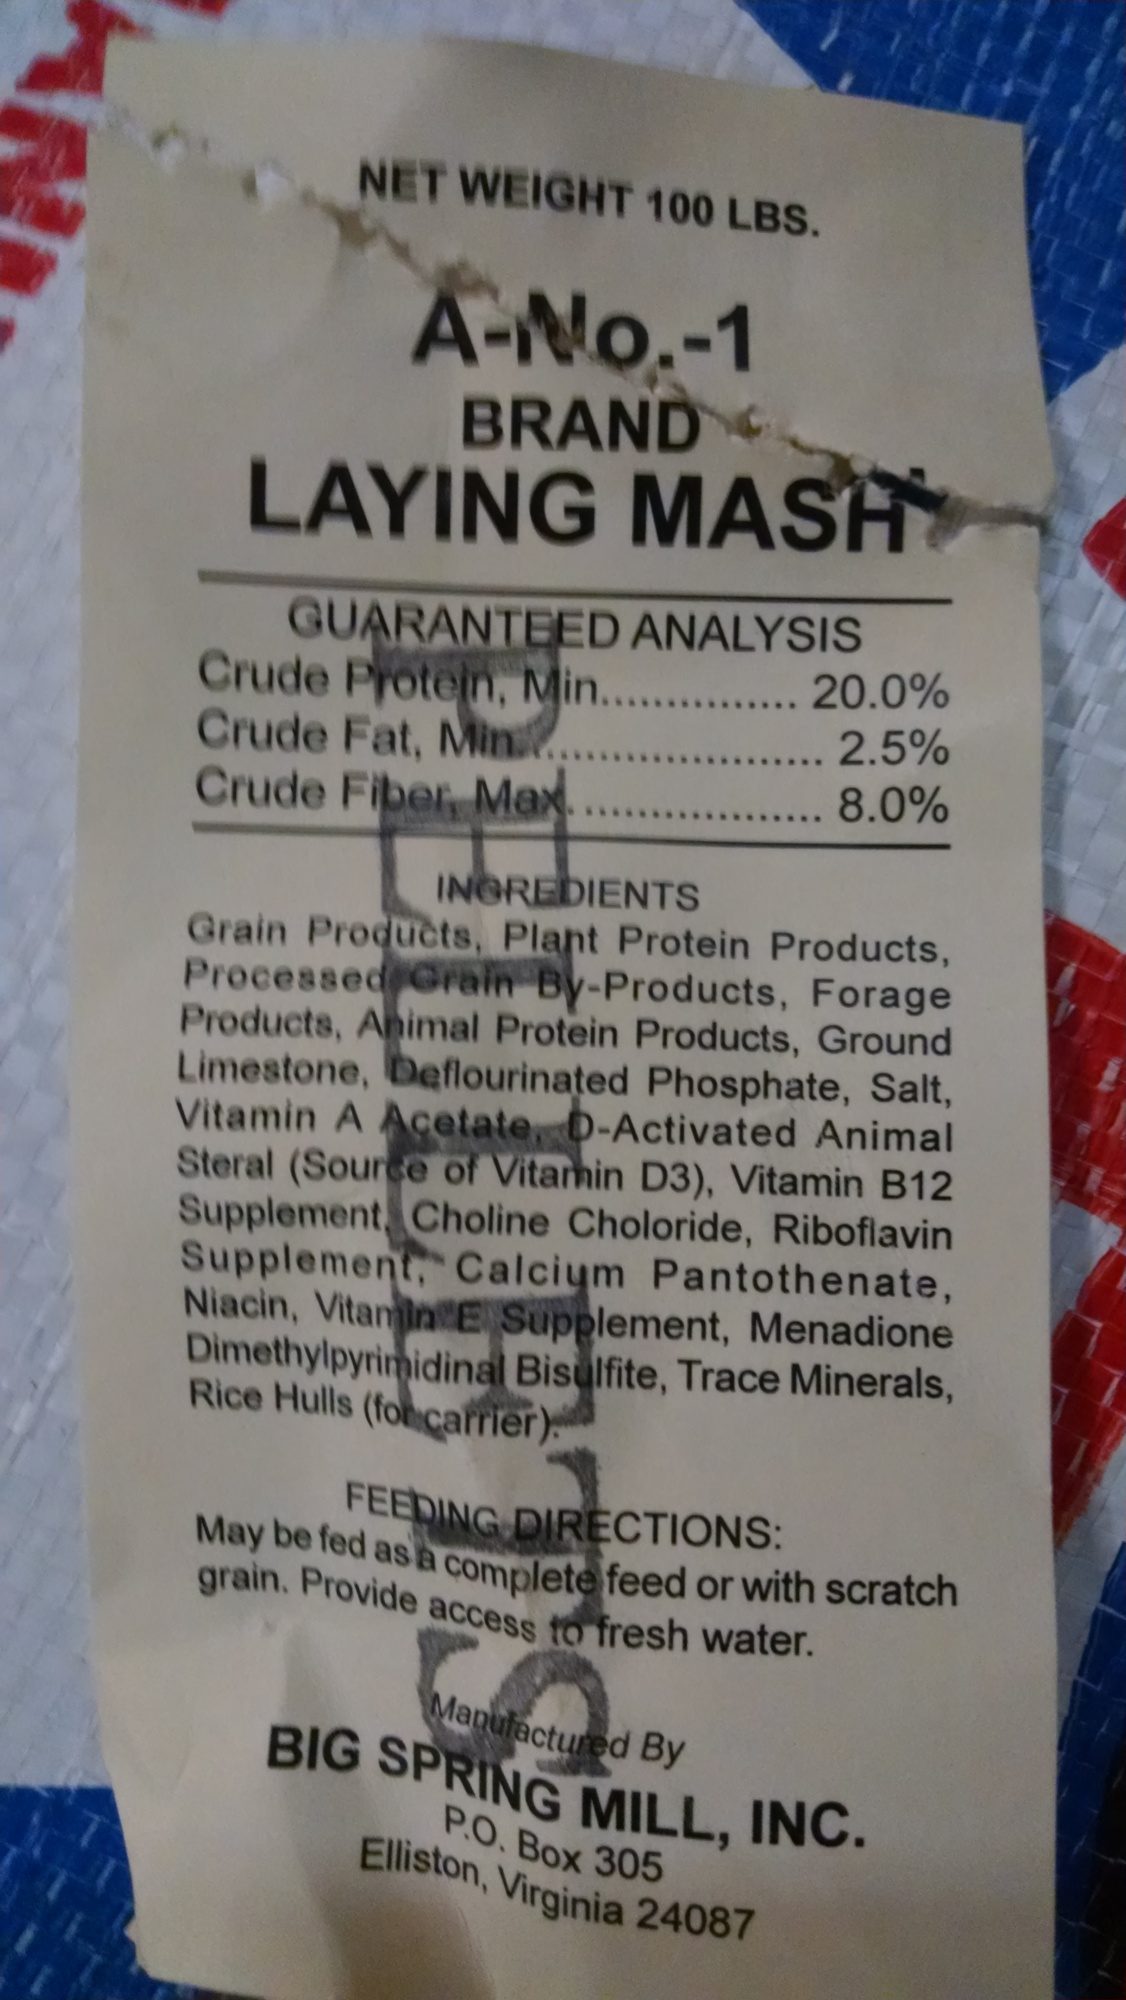 NET WEIGHT 100 LBS.
A-No.-1
BRAND
LAYING MASH
GUARANTEED ANALYSIS
Crude Protein, Min............... 20.0%
Crude Fat, Min....................... 2.5%
Crude Fiber, Max................... 8.0%
INGREDIENTS
Grain Products, Plant Protein Products,
Processed Grain By-Products, Forage
Products, Animal Protein Products, Ground
Limestone, Deflourinated Phosphate, Salt,
Vitamin A Acetate, D-Activated Animal
Steral (Source of Vitamin D3), Vitamin B12
Supplement, Choline Choloride, Riboflavin
Supplement, Calcium Pantothenate,
Niacin, Vitamin E Supplement, Menadione
Dimethylpyrimidinal Bisulfite, Trace Minerals,
Rice Hulls (for carrier).
FEEDING DIRECTIONS:
May be fed as a complete feed or with scratch
grain. Provide access to fresh water.
Manufactured By
BIG SPRING MILL, INC.
P.O. Box 305
Elliston, Virginia 24087